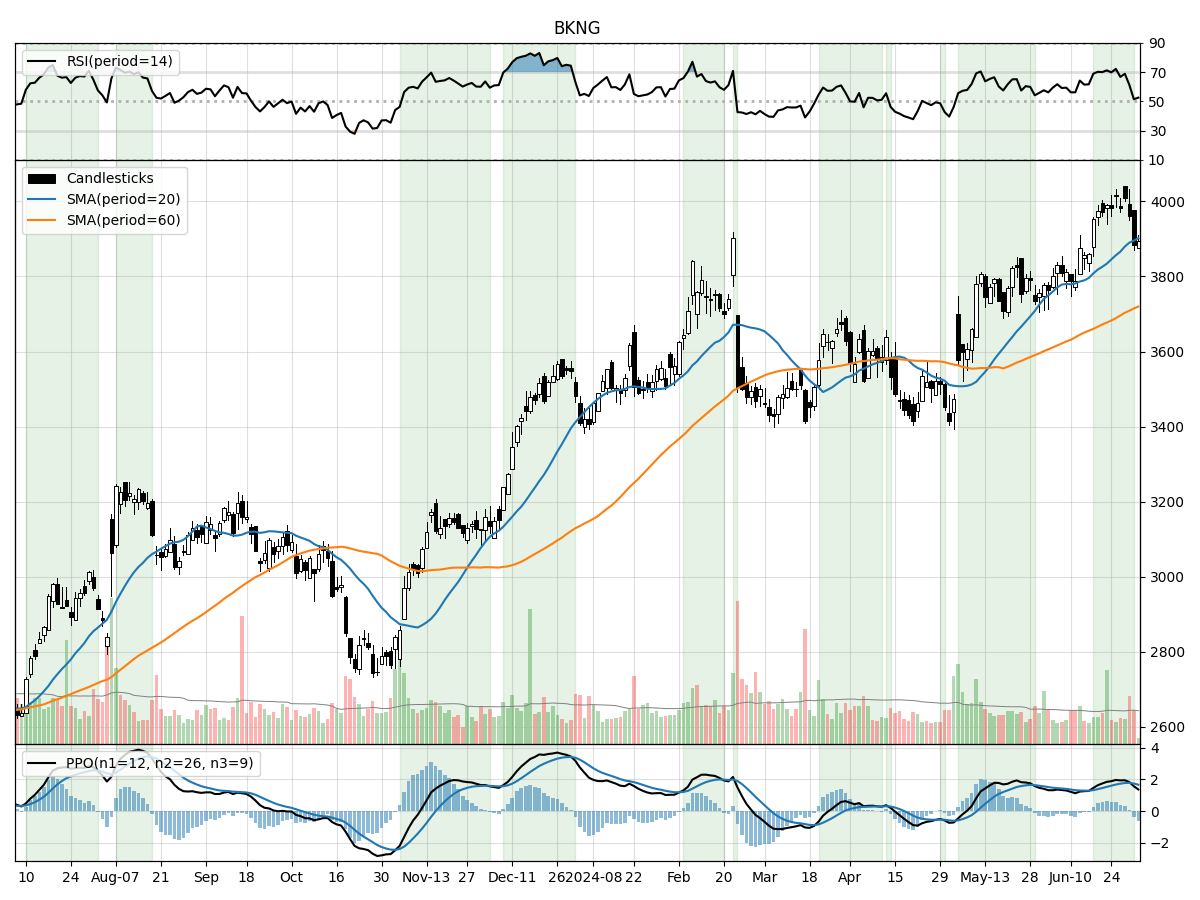 BKNG
RSI(period=14)
90
70
50
30
10
Candlesticks
SMA(period=20)
SMA(period=60)
4000
3800
3600
3400
3200
3000
2800
2600
PPO(n1=12, n2=26, n3=9)
4
2
0
−2
10 24 Aug-07 21 Sep 18 Oct 16 30 Nov-13 27 Dec-11 26 2024-08 22 Feb 20 Mar 18 Apr 15 29 May-13 28 Jun-10 24